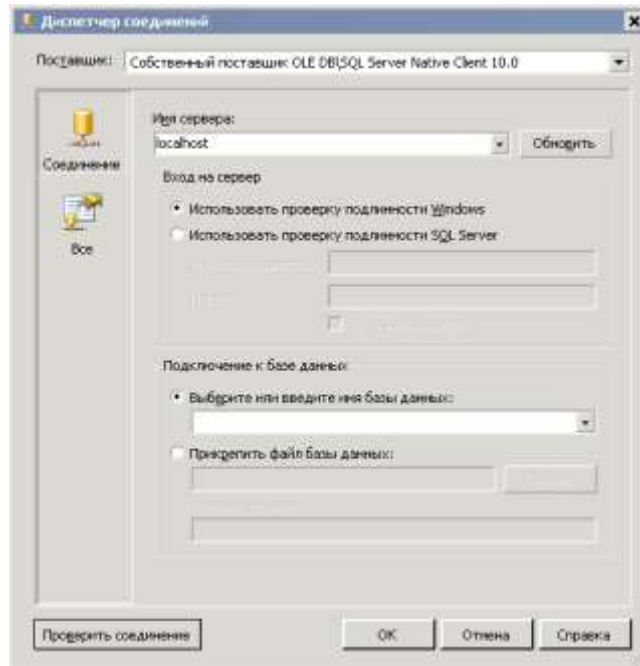 Диспетчер соединений
Поставщик: Собственный поставщик OLE DB\SQL Server Native Client 10.0
Соединение
Все
Имя сервера:
localhost
Обновить
Вход на сервер
Использовать проверку подлинности Windows
Использовать проверку подлинности SQL Server
Подключение к базе данных
Выберите или введите имя базы данных:
Прикрепить файл базы данных:
Проверить соединение
ОК
Отмена
Справка